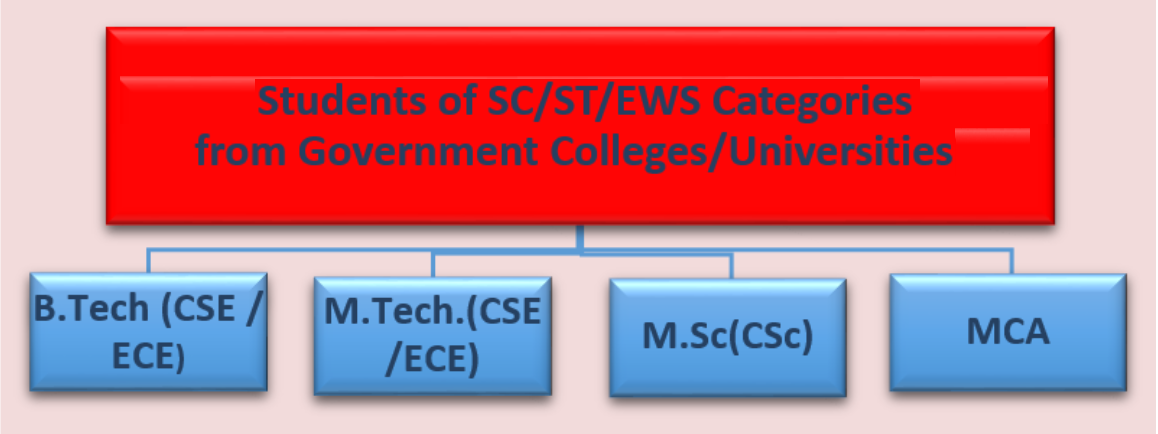 Students of SC/ST/EWS Categories
from Government Colleges/Universities
B.Tech (CSE /
ECE)
M.Tech.(CSE
/ECE)
M.Sc(CSc)
MCA